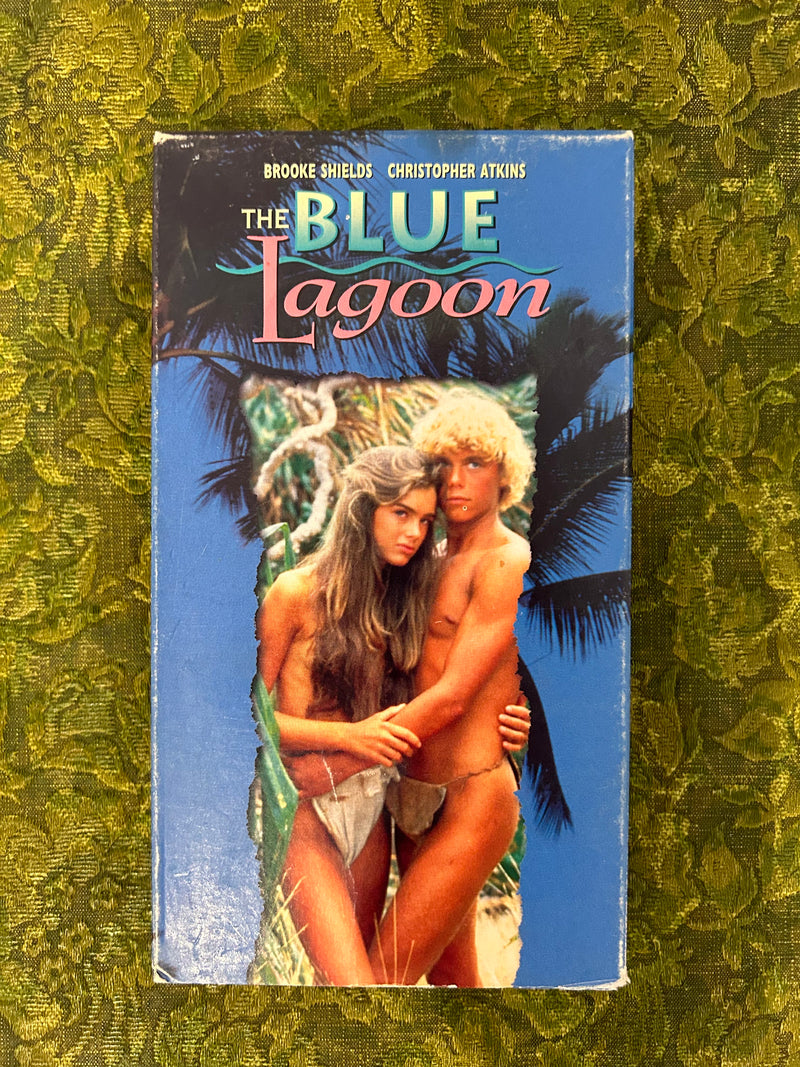 BROOKE SHIELDS CHRISTOPHER ATKINS
THE BLUE
Lagoon